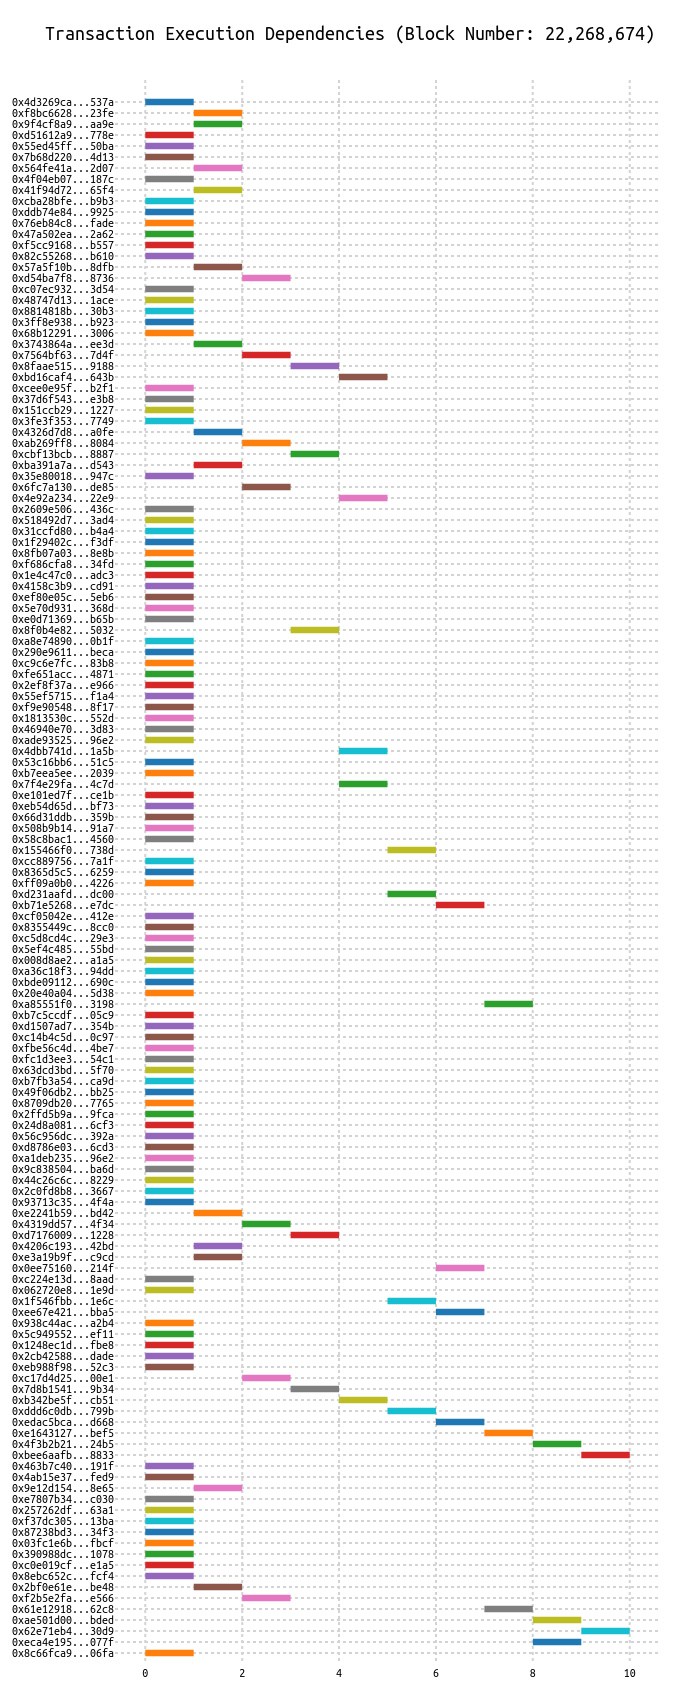 Transaction Execution Dependencies (Block Number: 22,268,674)
0x4d3269ca...537a
0xf8bc6628...23fe
0x9f4cf8a9...aa9e
0xd51612a9...778e
0x55ed45ff...50ba
0x7b68d220...4d13
0x564fe41a...2d07
0x4f04eb07...187c
0x41f94d72...65f4
0xcba28bfe...b9b3
0xddb74e84...9925
0x76eb84c8...fade
0x47a502ea...2a62
0xf5cc9168...b557
0x82c55268...b610
0x57a5f10b...8dfb
0xd54ba7f8...8736
0xc07ec932...3d54
0x48747d13...1ace
0x8814818b...30b3
0x3ff8e938...b923
0x68b12291...3006
0x3743864a...ee3d
0x7564bf63...7d4f
0x8faae515...9188
0xbd16caf4...643b
0xcee0e95f...b2f1
0x37d6f543...e3b8
0x151ccb29...1227
0x3fe3f353...7749
0x4326d7d8...a0fe
0xab269ff8...8084
0xcbf13bcb...8887
0xba391a7a...d543
0x35e80018...947c
0x6fc7a130...de85
0x4e92a234...22e9
0x2609e506...436c
0x518492d7...3ad4
0x31ccfd80...b4a4
0x1f29402c...f3df
0x8fb07a03...8e8b
0xf686cfa8...34fd
0x1e4c47c0...adc3
0x4158c3b9...cd91
0xef80e05c...5eb6
0x5e70d931...368d
0xe0d71369...b65b
0x8f0b4e82...5032
0xa8e74890...0b1f
0x290e9611...beca
0xc9c6e7fc...83b8
0xfe651acc...4871
0x2ef8f37a...e966
0x55ef5715...f1a4
0xf9e90548...8f17
0x1813530c...552d
0x46940e70...3d83
0xade93525...96e2
0x4dbb741d...1a5b
0x53c16bb6...51c5
0xb7eea5ee...2039
0x7f4e29fa...4c7d
0xe101ed7f...ce1b
0xeb54d65d...bf73
0x66d31ddb...359b
0x508b9b14...91a7
0x58c8bac1...4560
0x155466f0...738d
0xcc889756...7a1f
0x8365d5c5...6259
0xff09a0b0...4226
0xd231aafd...dc00
0xb71e5268...e7dc
0xcf05042e...412e
0x8355449c...8cc0
0xc5d8cd4c...29e3
0x5ef4c485...55bd
0x008d8ae2...a1a5
0xa36c18f3...94dd
0xbde09112...690c
0x20e40a04...5d38
0xa85551f0...3198
0xb7c5ccdf...05c9
0xd1507ad7...354b
0xc14b4c5d...0c97
0xfbe56c4d...4be7
0xfc1d3ee3...54c1
0x63dcd3bd...5f70
0xb7fb3a54...ca9d
0x49f06db2...bb25
0x8709db20...7765
0x2ffd5b9a...9fca
0x24d8a081...6cf3
0x56c956dc...392a
0xd8786e03...6cd3
0xa1deb235...96e2
0x9c838504...ba6d
0x44c26c6c...8229
0x2c0fd8b8...3667
0x93713c35...4f4a
0xe2241b59...bd42
0x4319dd57...4f34
0xd7176009...1228
0x4206c193...42bd
0xe3a19b9f...c9cd
0x0ee75160...214f
0xc224e13d...8aad
0x062720e8...1e9d
0x1f546fbb...1e6c
0xee67e421...bba5
0x938c44ac...a2b4
0x5c949552...ef11
0x1248ec1d...fbe8
0x2cb42588...dade
0xeb988f98...52c3
0xc17d4d25...00e1
0x7d8b1541...9b34
0xb342be5f...cb51
0xddd6c0db...799b
0xedac5bca...d668
0xe1643127...bef5
0x4f3b2b21...24b5
0xbee6aafb...8833
0x463b7c40...191f
0x4ab15e37...fed9
0x9e12d154...8e65
0xe7807b34...c030
0x257262df...63a1
0xf37dc305...13ba
0x87238bd3...34f3
0x03fc1e6b...fbcf
0x390988dc...1078
0xc0e019cf...e1a5
0x8ebc652c...fcf4
0x2bf0e61e...be48
0xf2b5e2fa...e566
0x61e12918...62c8
0xae501d00...bded
0x62e71eb4...30d9
0xeca4e195...077f
0x8c66fca9...06fa
0 2 4 6 8 10